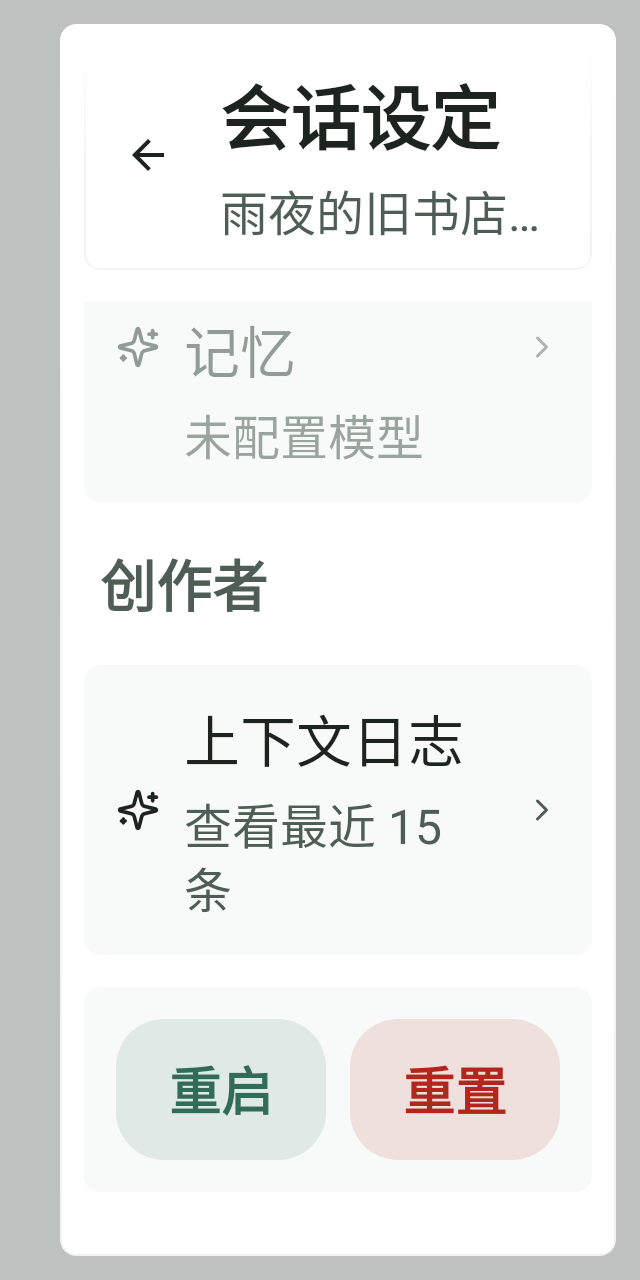 会话设定
雨夜的旧书店…
记忆
未配置模型
创作者
上下文日志
查看最近 15
条
重启
重置